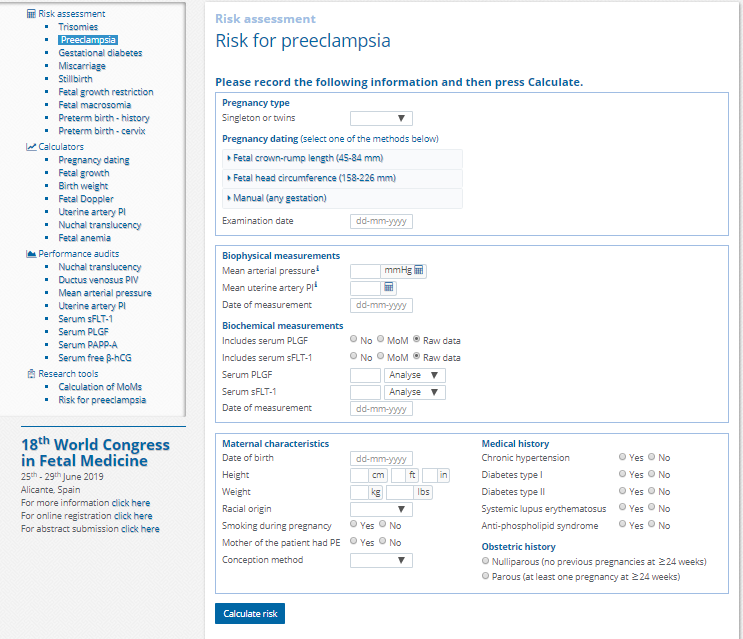 Risk assessment
Trisomies
Preeclampsia
Gestational diabetes
Miscarriage
Stillbirth
Fetal growth restriction
Fetal macrosomia
Preterm birth - history
Preterm birth - cervix
Calculators
Pregnancy dating
Fetal growth
Birth weight
Fetal Doppler
Uterine artery PI
Nuchal translucency
Fetal anemia
Performance audits
Nuchal translucency
Ductus venosus PIV
Mean arterial pressure
Uterine artery PI
Serum sFLT-1
Serum PLGF
Serum PAPP-A
Serum free β-hCG
Research tools
Calculation of MoMs
Risk for preeclampsia
18th World Congress
in Fetal Medicine
25th - 29th June 2019
Alicante, Spain
For more information click here
For online registration click here
For abstract submission click here
Risk assessment
Risk for preeclampsia
Please record the following information and then press Calculate.
Pregnancy type
Singleton or twins
Pregnancy dating (select one of the methods below)
Fetal crown-rump length (45-84 mm)
Fetal head circumference (158-226 mm)
Manual (any gestation)
Examination date dd-mm-yyyy
Biophysical measurements
Mean arterial pressure i mmHg
Mean uterine artery PI i
Date of measurement dd-mm-yyyy
Biochemical measurements
Includes serum PLGF No MoM Raw data
Includes serum sFLT-1 No MoM Raw data
Serum PLGF Analyse
Serum sFLT-1 Analyse
Date of measurement dd-mm-yyyy
Maternal characteristics
Date of birth dd-mm-yyyy
Height cm ft in
Weight kg lbs
Racial origin
Smoking during pregnancy Yes No
Mother of the patient had PE Yes No
Conception method
Medical history
Chronic hypertension Yes No
Diabetes type I Yes No
Diabetes type II Yes No
Systemic lupus erythematosus Yes No
Anti-phospholipid syndrome Yes No
Obstetric history
Nulliparous (no previous pregnancies at ≥24 weeks)
Parous (at least one pregnancy at ≥24 weeks)
Calculate risk